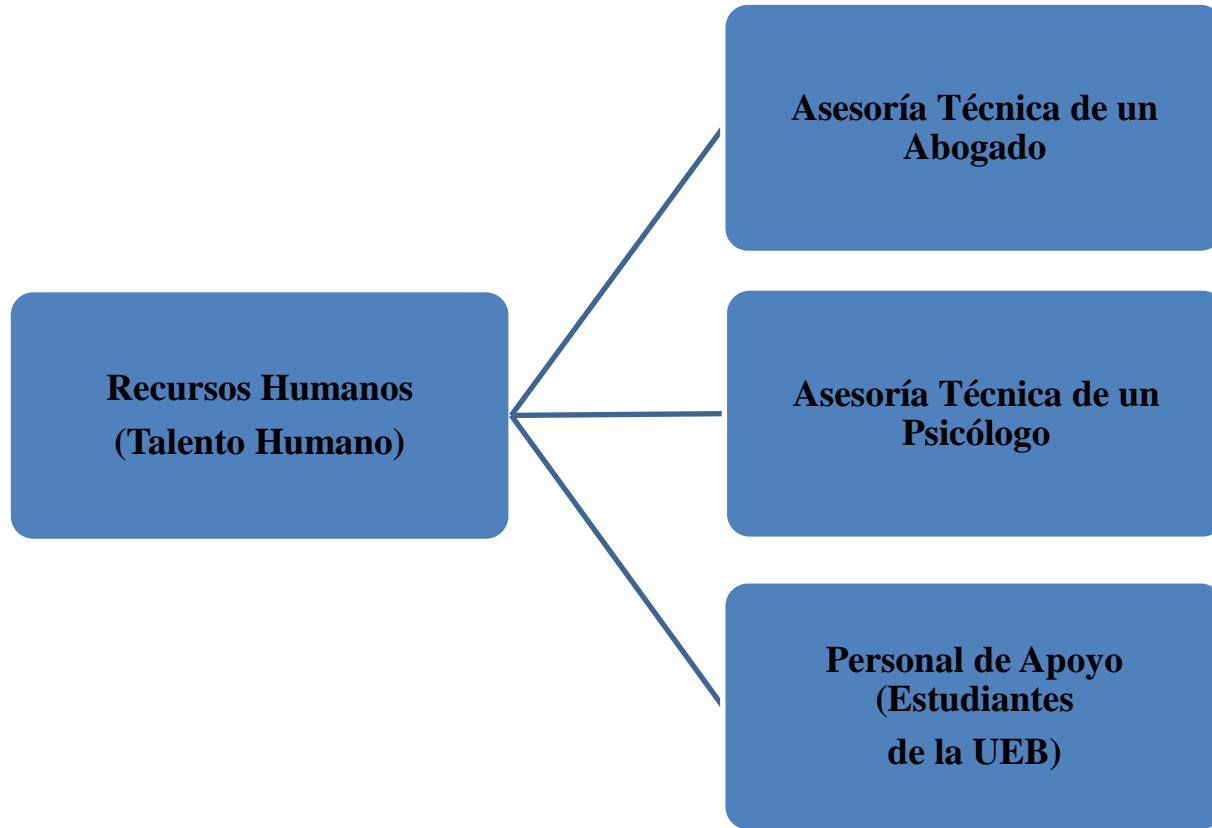 Asesoría Técnica de un
Abogado
Recursos Humanos
(Talento Humano)
Asesoría Técnica de un
Psicólogo
Personal de Apoyo
(Estudiantes
de la UEB)